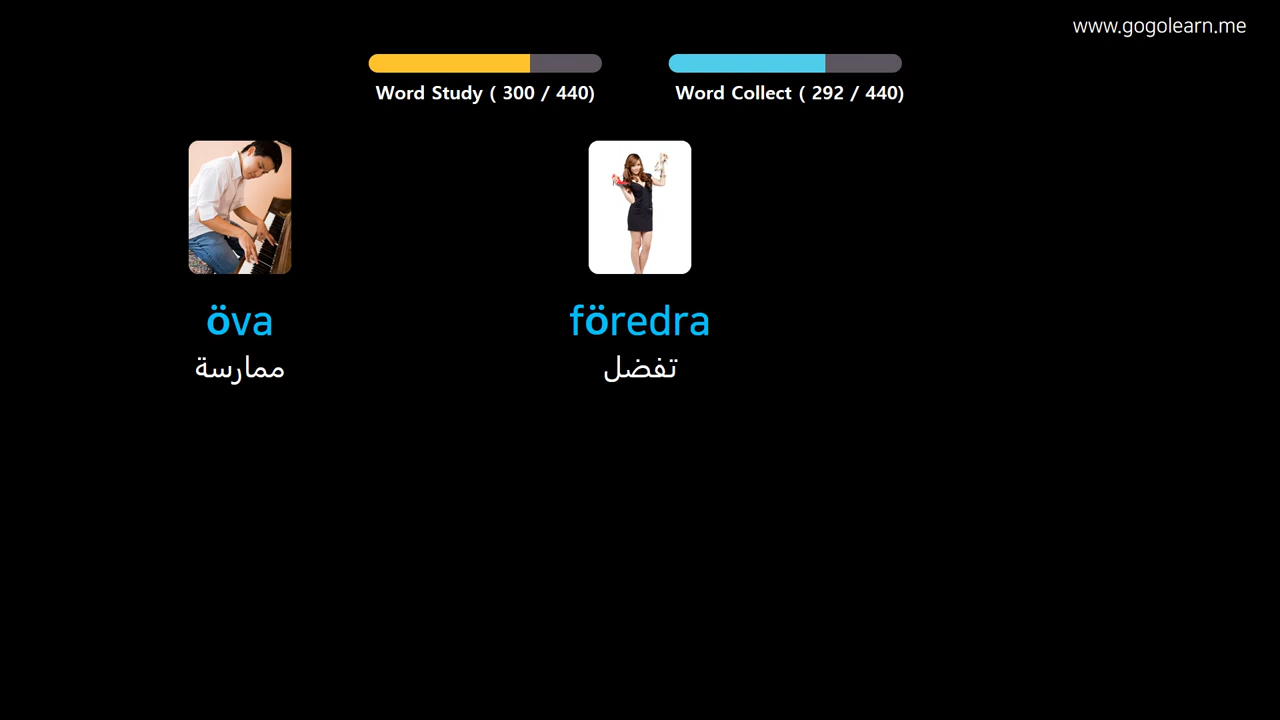 www.gogolearn.me
Word Study ( 300 / 440)
Word Collect ( 292 / 440)
öva
ممارسة
föredra
تفضل